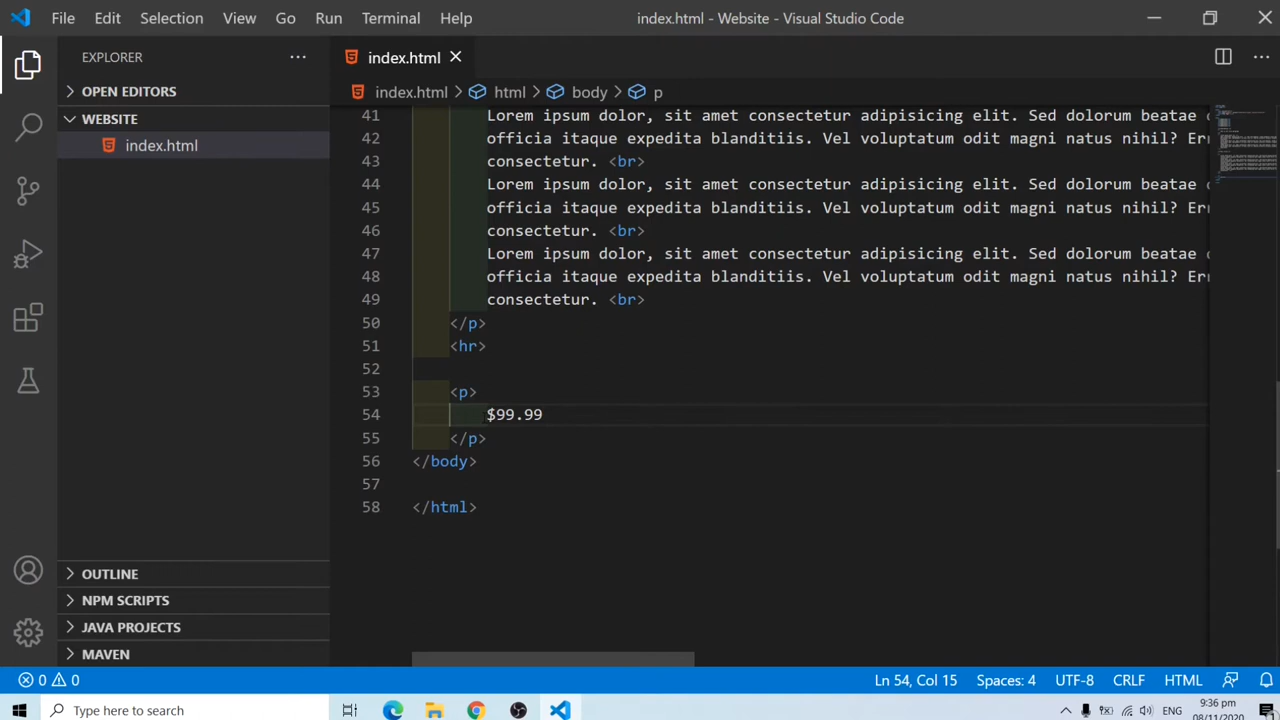 File Edit Selection View Go Run Terminal Help
index.html - Website - Visual Studio Code
EXPLORER
index.html
OPEN EDITORS
index.html > html > body > p
WEBSITE
index.html
41 Lorem ipsum dolor, sit amet consectetur adipisicing elit. Sed dolorum beatae
42 officia itaque expedita blanditiis. Vel voluptatum odit magni natus nihil? Err
43 consectetur. <br>
44 Lorem ipsum dolor, sit amet consectetur adipisicing elit. Sed dolorum beatae
45 officia itaque expedita blanditiis. Vel voluptatum odit magni natus nihil? Err
46 consectetur. <br>
47 Lorem ipsum dolor, sit amet consectetur adipisicing elit. Sed dolorum beatae
48 officia itaque expedita blanditiis. Vel voluptatum odit magni natus nihil? Err
49 consectetur. <br>
50 </p>
51 <hr>
52
53 <p>
54 $99.99
55 </p>
56 </body>
57
58 </html>
OUTLINE
NPM SCRIPTS
JAVA PROJECTS
MAVEN
0 0 Ln 54, Col 15 Spaces: 4 UTF-8 CRLF HTML
Type here to search
ENG
9:36 pm
08/11/2020